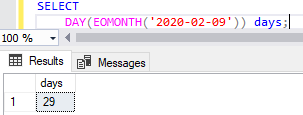 SELECT
DAY(EOMONTH('2020-02-09')) days;
100 %
Results Messages
days
1 29